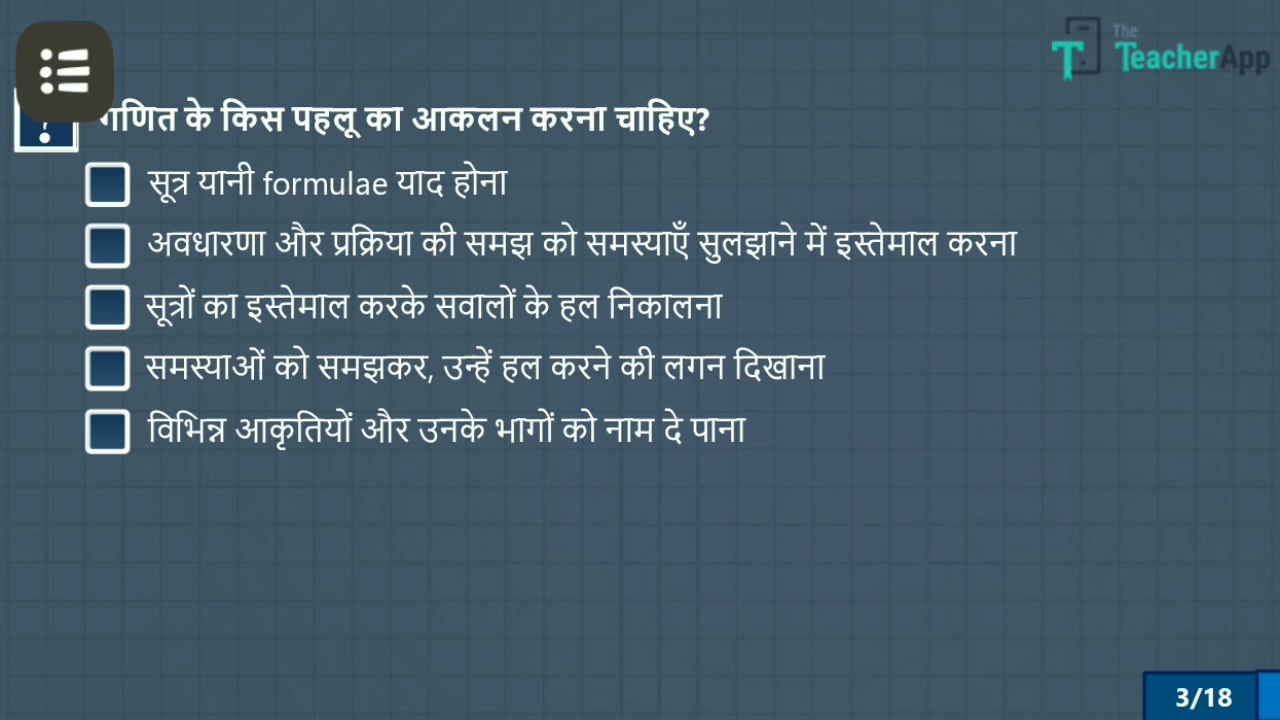 The
TeacherApp
गणित के किस पहलू का आकलन करना चाहिए?
सूत्र यानी formulae याद होना
अवधारणा और प्रक्रिया की समझ को समस्याएँ सुलझाने में इस्तेमाल करना
सूत्रों का इस्तेमाल करके सवालों के हल निकालना
समस्याओं को समझकर, उन्हें हल करने की लगन दिखाना
विभिन्न आकृतियों और उनके भागों को नाम दे पाना
3/18